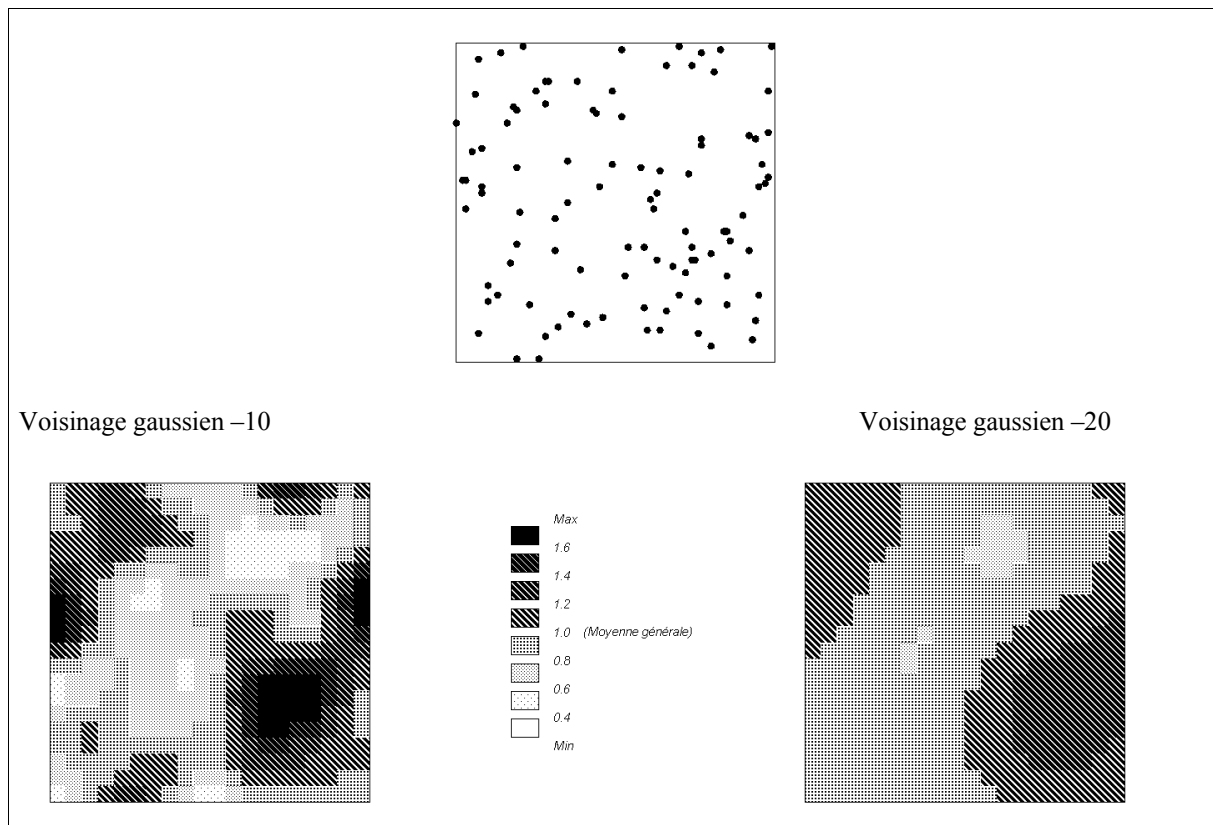 Voisinage gaussien –10
Voisinage gaussien –20
Max
1.6
1.4
1.2
1.0 (Moyenne générale)
0.8
0.6
0.4
Min